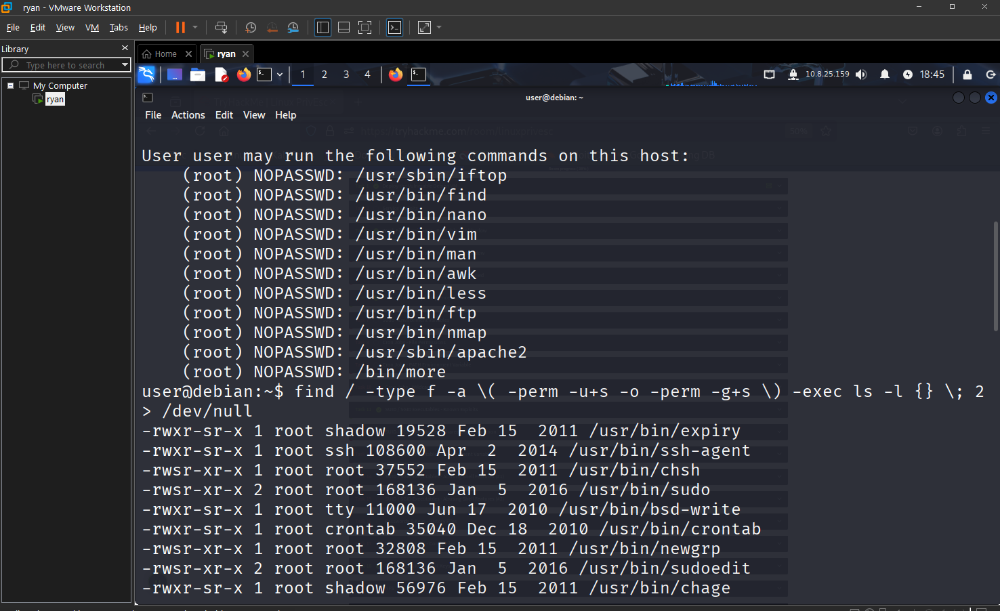 ryan - VMware Workstation
File Edit View VM Tabs Help
Library
Type here to search
My Computer
ryan
Home
ryan
1 2 3 4
10.8.25.159
18:45
user@debian: ~
File Actions Edit View Help
User user may run the following commands on this host:
(root) NOPASSWD: /usr/sbin/iftop
(root) NOPASSWD: /usr/bin/find
(root) NOPASSWD: /usr/bin/nano
(root) NOPASSWD: /usr/bin/vim
(root) NOPASSWD: /usr/bin/man
(root) NOPASSWD: /usr/bin/awk
(root) NOPASSWD: /usr/bin/less
(root) NOPASSWD: /usr/bin/ftp
(root) NOPASSWD: /usr/bin/nmap
(root) NOPASSWD: /usr/sbin/apache2
(root) NOPASSWD: /bin/more
user@debian:~$ find / -type f -a \( -perm -u+s -o -perm -g+s \) -exec ls -l {} \; 2
> /dev/null
-rwxr-sr-x 1 root shadow 19528 Feb 15  2011 /usr/bin/expiry
-rwxr-sr-x 1 root ssh 108600 Apr  2  2014 /usr/bin/ssh-agent
-rwsr-xr-x 1 root root 37552 Feb 15  2011 /usr/bin/chsh
-rwsr-xr-x 2 root root 168136 Jan  5  2016 /usr/bin/sudo
-rwxr-sr-x 1 root tty 11000 Jun 17  2010 /usr/bin/bsd-write
-rwxr-sr-x 1 root crontab 35040 Dec 18  2010 /usr/bin/crontab
-rwsr-xr-x 1 root root 32808 Feb 15  2011 /usr/bin/newgrp
-rwsr-xr-x 2 root root 168136 Jan  5  2016 /usr/bin/sudoedit
-rwxr-sr-x 1 root shadow 56976 Feb 15  2011 /usr/bin/chage